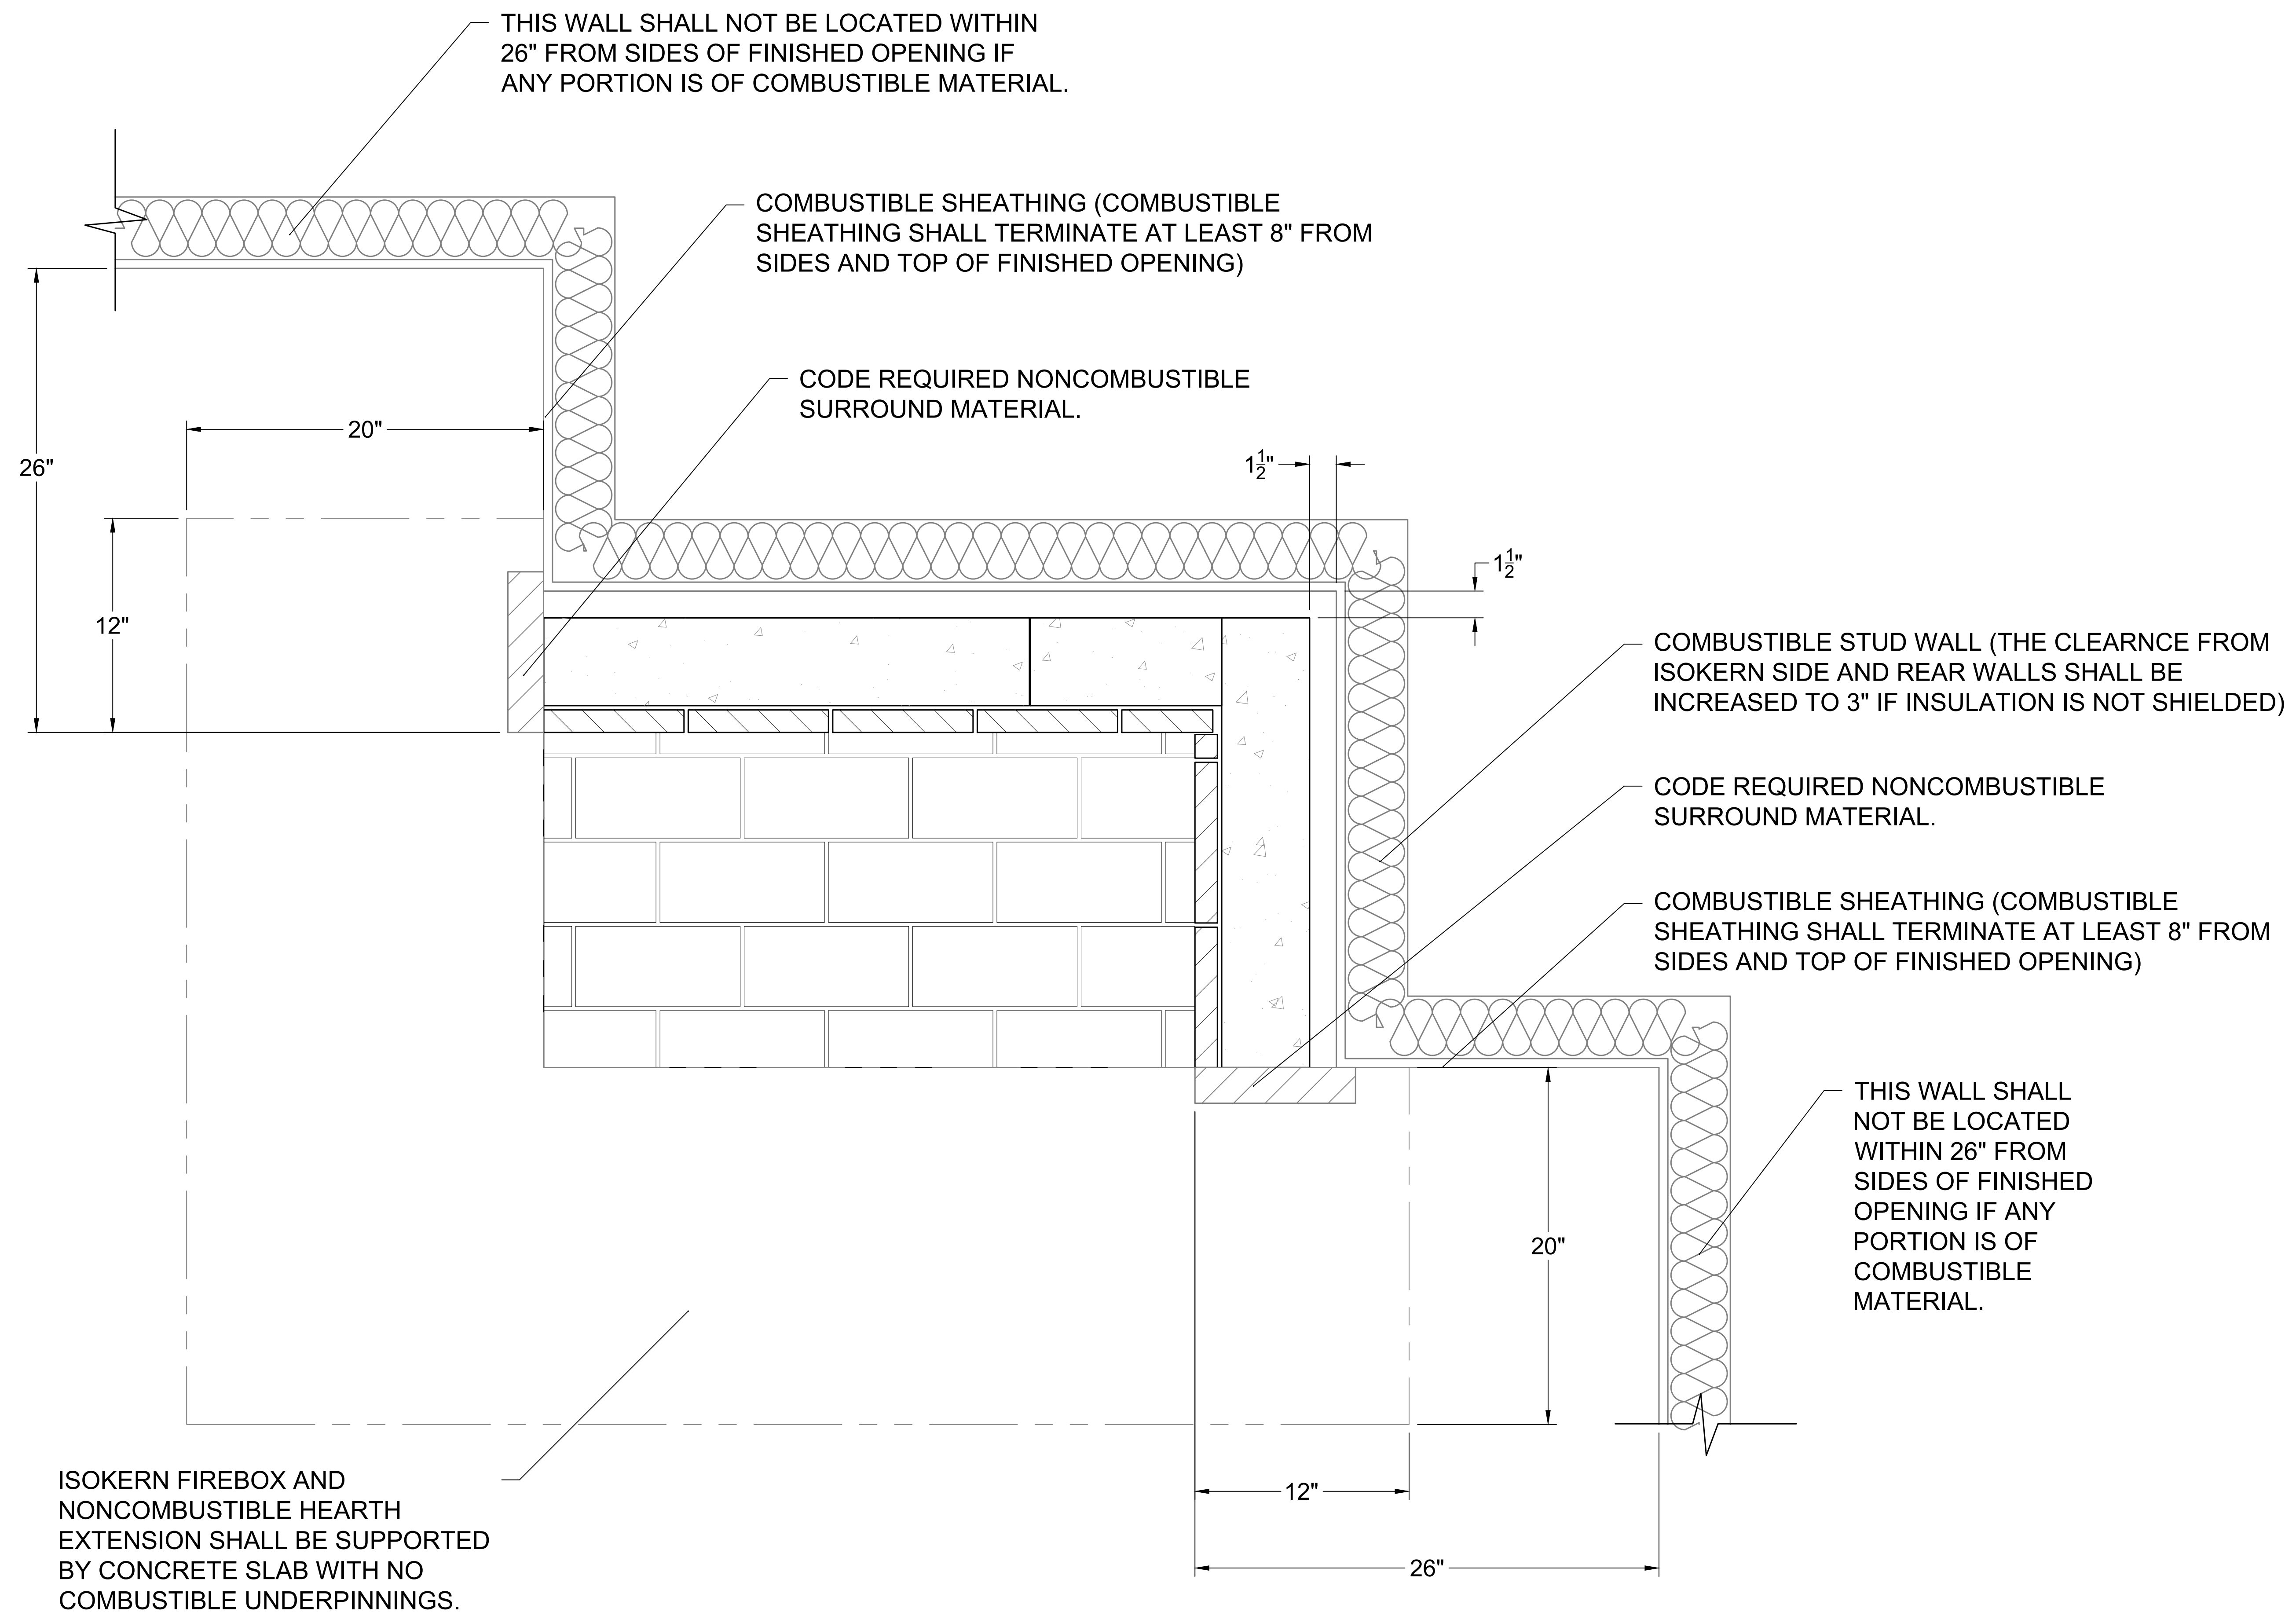 THIS WALL SHALL NOT BE LOCATED WITHIN
26" FROM SIDES OF FINISHED OPENING IF
ANY PORTION IS OF COMBUSTIBLE MATERIAL.
COMBUSTIBLE SHEATHING (COMBUSTIBLE
SHEATHING SHALL TERMINATE AT LEAST 8" FROM
SIDES AND TOP OF FINISHED OPENING)
CODE REQUIRED NONCOMBUSTIBLE
SURROUND MATERIAL.
20"
26"
1 1/2"
1 1/2"
12"
COMBUSTIBLE STUD WALL (THE CLEARNCE FROM
ISOKERN SIDE AND REAR WALLS SHALL BE
INCREASED TO 3" IF INSULATION IS NOT SHIELDED)
CODE REQUIRED NONCOMBUSTIBLE
SURROUND MATERIAL.
COMBUSTIBLE SHEATHING (COMBUSTIBLE
SHEATHING SHALL TERMINATE AT LEAST 8" FROM
SIDES AND TOP OF FINISHED OPENING)
THIS WALL SHALL
NOT BE LOCATED
WITHIN 26" FROM
SIDES OF FINISHED
OPENING IF ANY
PORTION IS OF
COMBUSTIBLE
MATERIAL.
20"
12"
26"
ISOKERN FIREBOX AND
NONCOMBUSTIBLE HEARTH
EXTENSION SHALL BE SUPPORTED
BY CONCRETE SLAB WITH NO
COMBUSTIBLE UNDERPINNINGS.